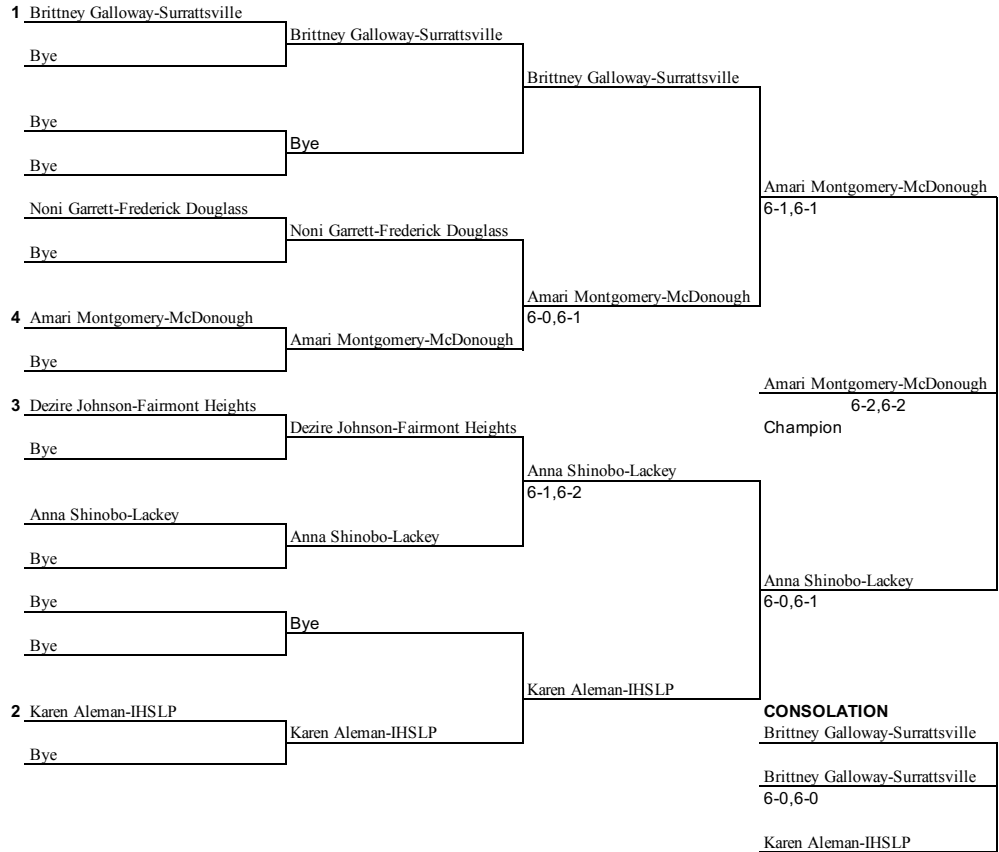 1 Brittney Galloway-Surrattsville
Brittney Galloway-Surrattsville
Bye
Brittney Galloway-Surrattsville
Bye
Bye
Bye
Amari Montgomery-McDonough
6-1,6-1
Noni Garrett-Frederick Douglass
Noni Garrett-Frederick Douglass
Bye
Amari Montgomery-McDonough
6-0,6-1
4 Amari Montgomery-McDonough
Amari Montgomery-McDonough
Bye
Amari Montgomery-McDonough
6-2,6-2
Champion
3 Dezire Johnson-Fairmont Heights
Dezire Johnson-Fairmont Heights
Bye
Anna Shinobo-Lackey
6-1,6-2
Anna Shinobo-Lackey
Anna Shinobo-Lackey
Bye
Anna Shinobo-Lackey
6-0,6-1
Bye
Bye
Bye
Karen Aleman-IHSLP
2 Karen Aleman-IHSLP
Karen Aleman-IHSLP
Bye
CONSOLATION
Brittney Galloway-Surrattsville
Brittney Galloway-Surrattsville
6-0,6-0
Karen Aleman-IHSLP